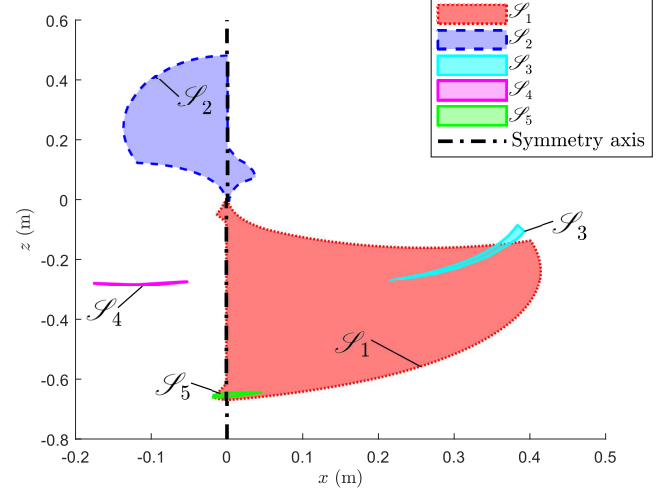 𝒮₁
𝒮₂
𝒮₃
𝒮₄
𝒮₅
Symmetry axis
0.6
0.4
0.2
0
-0.2
-0.4
-0.6
-0.8
z (m)
𝒮₂
𝒮₃
𝒮₄
𝒮₁
𝒮₅
-0.2 -0.1 0 0.1 0.2 0.3 0.4 0.5
x (m)